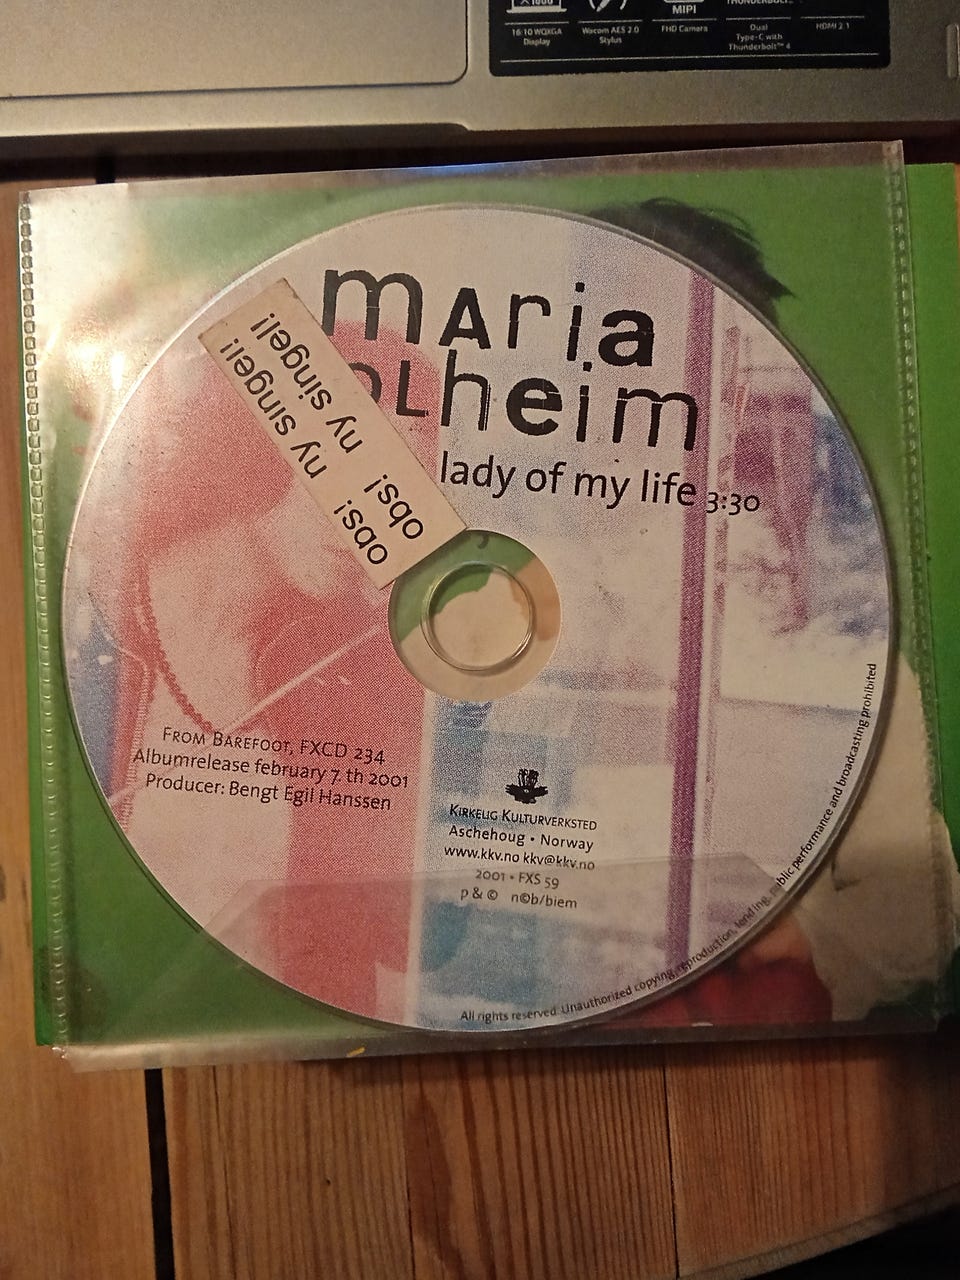 MIPI
16:10 WQXGA
Display
Wacom AES 2.0
Stylus
FHD Camera
Dual
Type-C with
Thunderbolt™ 4
HDMI 2.1
maria
lheim
lady of my life 3:30
obs! ny singel!
obs! ny singel!
FROM BAREFOOT, FXCD 234
Albumrelease february 7. th 2001
Producer: Bengt Egil Hanssen
KIRKELIG KULTURVERKSTED
Aschehoug • Norway
www.kkv.no kkv@kkv.no
2001 • FXS 59
p & © n©b/biem
All rights reserved. Unauthorized copying, reproduction, lending, public performance and broadcasting prohibited